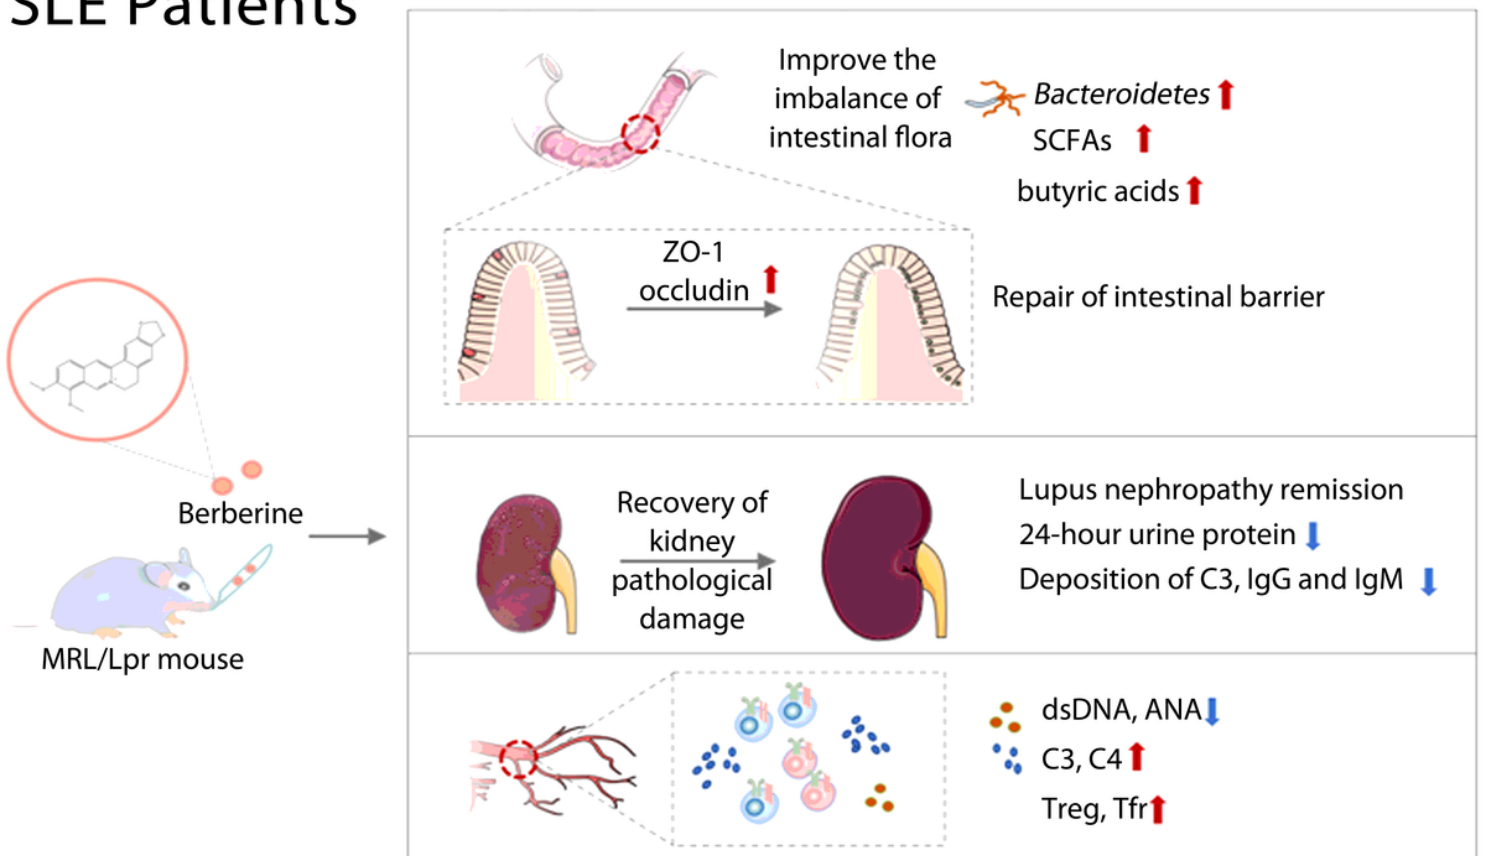 SLE Patients
Improve the
imbalance of
intestinal flora
Bacteroidetes
SCFAs
butyric acids
ZO-1
occludin
Repair of intestinal barrier
Berberine
MRL/Lpr mouse
Recovery of
kidney
pathological
damage
Lupus nephropathy remission
24-hour urine protein
Deposition of C3, IgG and IgM
dsDNA, ANA
C3, C4
Treg, Tfr